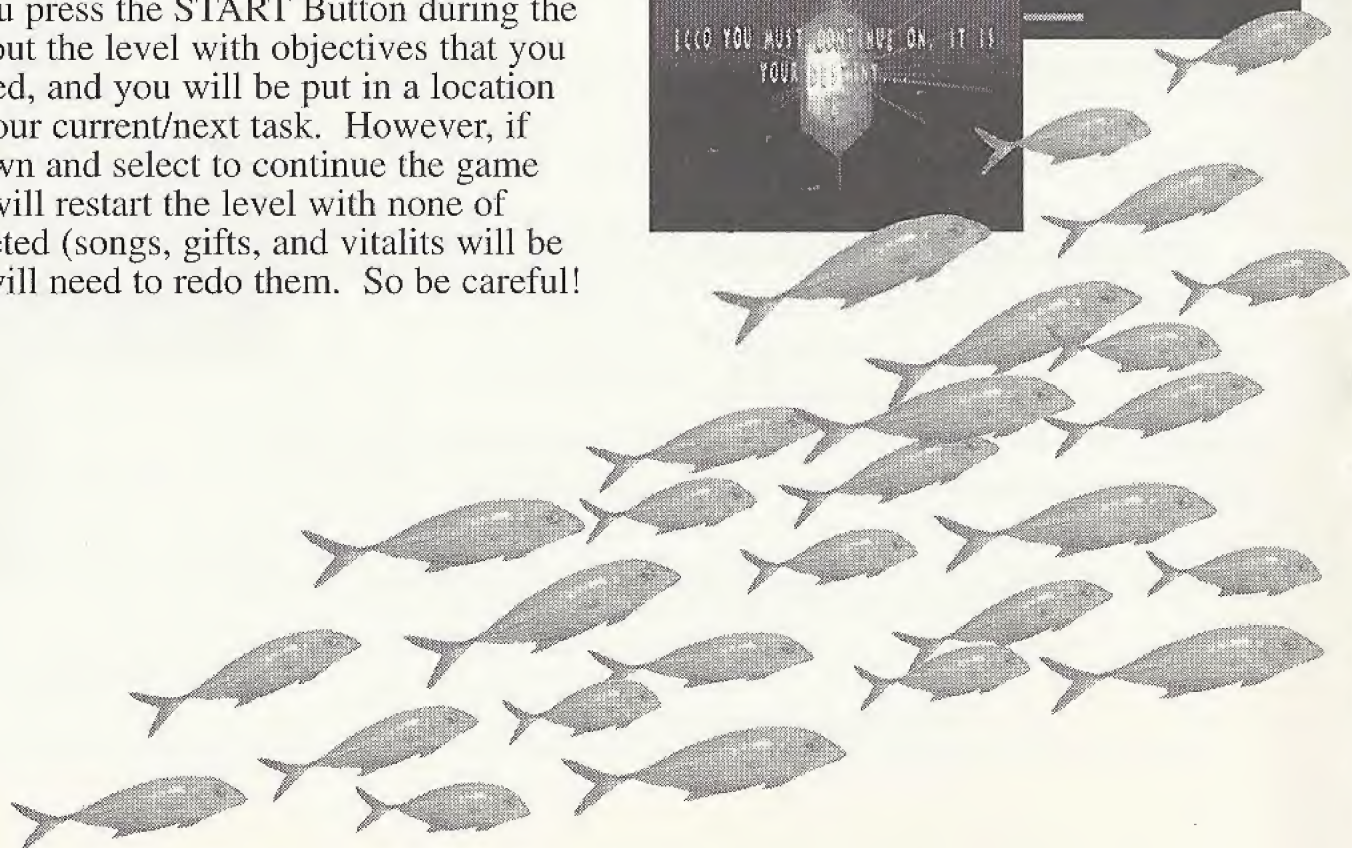 u press the START Button during the
out the level with objectives that you
ed, and you will be put in a location
our current/next task. However, if
wn and select to continue the game
will restart the level with none of
eted (songs, gifts, and vitalits will be
will need to redo them. So be careful!
ECCO YOU MUST CONTINUE ON. IT IS
YOUR DESTINY